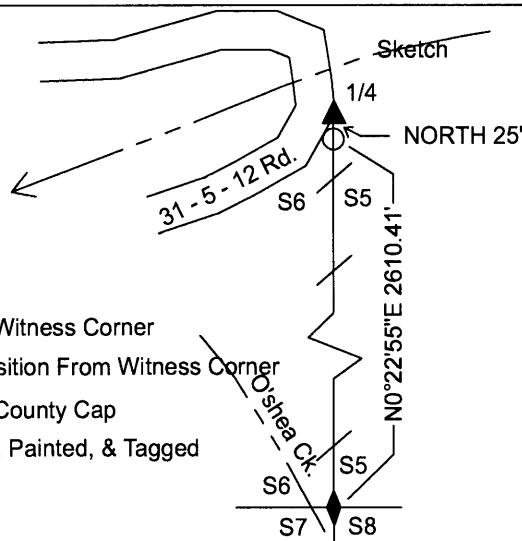 Sketch
1/4
NORTH 25'
31 - 5 - 12 Rd.
S6 S5
N0°22'55"E 2610.41'
Witness Corner
sition From Witness Corner
O'shea Ck.
County Cap
Painted, & Tagged
S6 S5
S7 S8